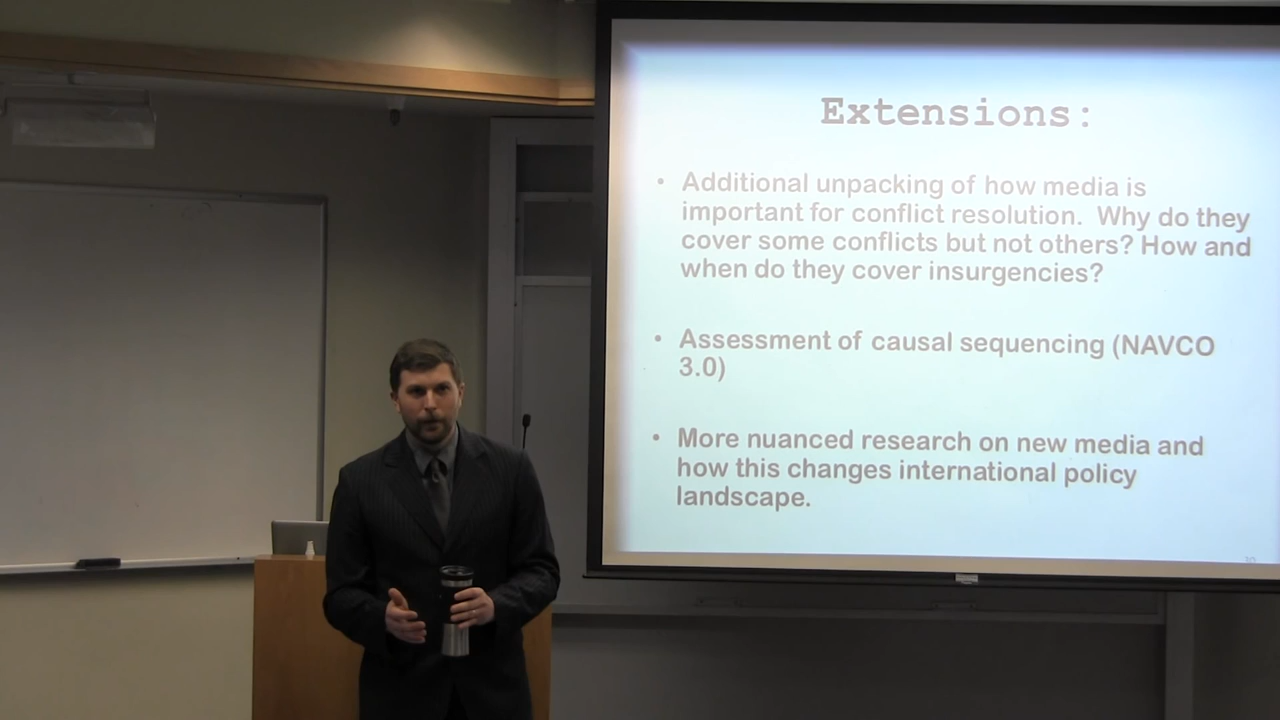 Extensions:
• Additional unpacking of how media is
important for conflict resolution.  Why do they
cover some conflicts but not others? How and
when do they cover insurgencies?
• Assessment of causal sequencing (NAVCO
3.0)
• More nuanced research on new media and
how this changes international policy
landscape.